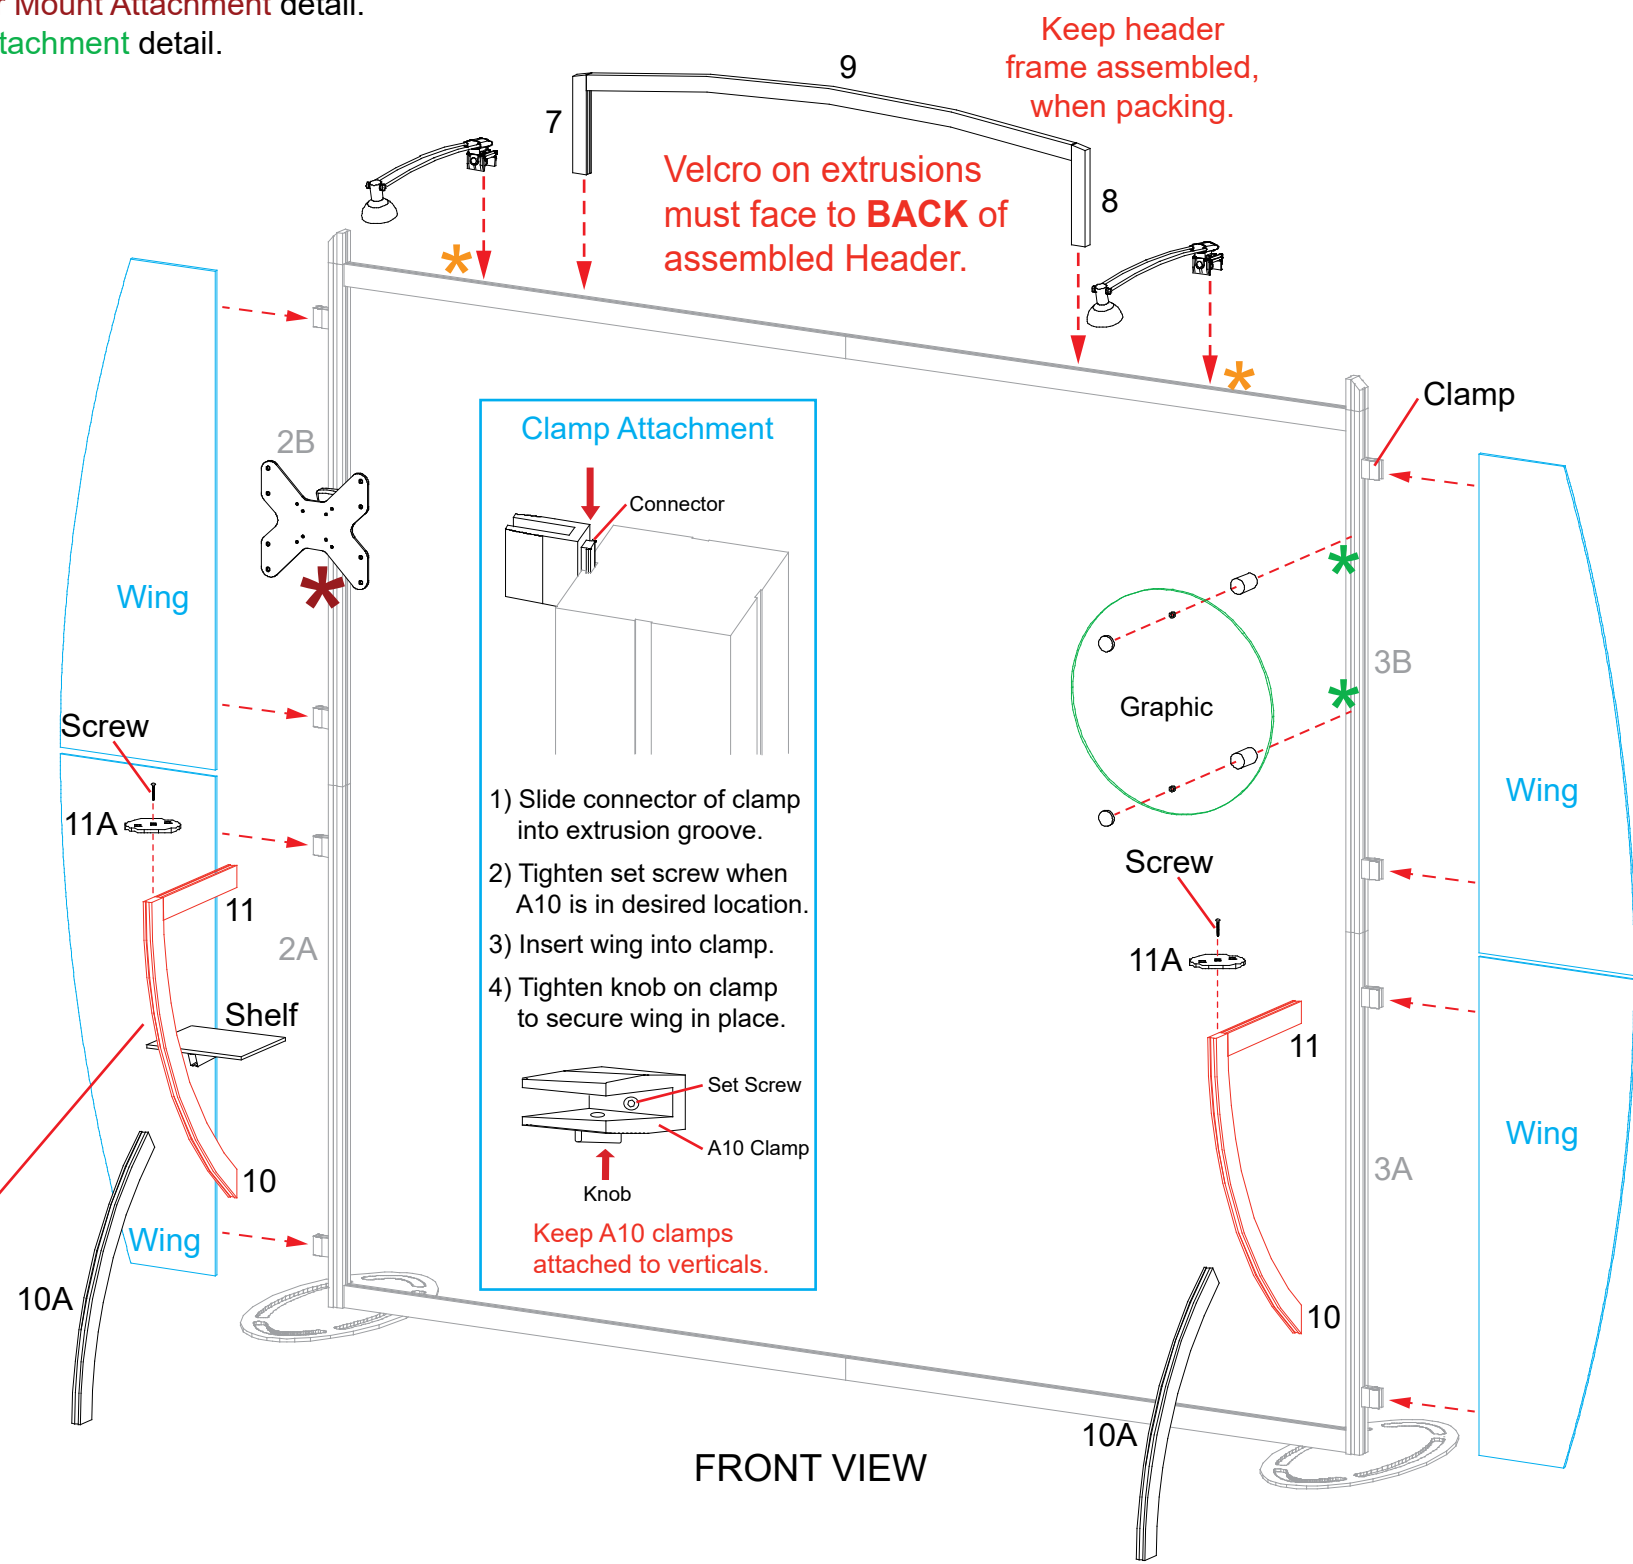 r Mount Attachment detail.
ttachment detail.
Keep header
frame assembled,
when packing.
9
7
8
Velcro on extrusions
must face to BACK of
assembled Header.
*
*
Clamp
2B
Clamp Attachment
Connector
*
*
*
Wing
3B
Graphic
Screw
11A
Wing
1) Slide connector of clamp
into extrusion groove.
2) Tighten set screw when
A10 is in desired location.
3) Insert wing into clamp.
4) Tighten knob on clamp
to secure wing in place.
Screw
11A
11
2A
Shelf
11
Set Screw
A10 Clamp
Knob
Wing
3A
10
Wing
Keep A10 clamps
attached to verticals.
10A
10
10A
FRONT VIEW